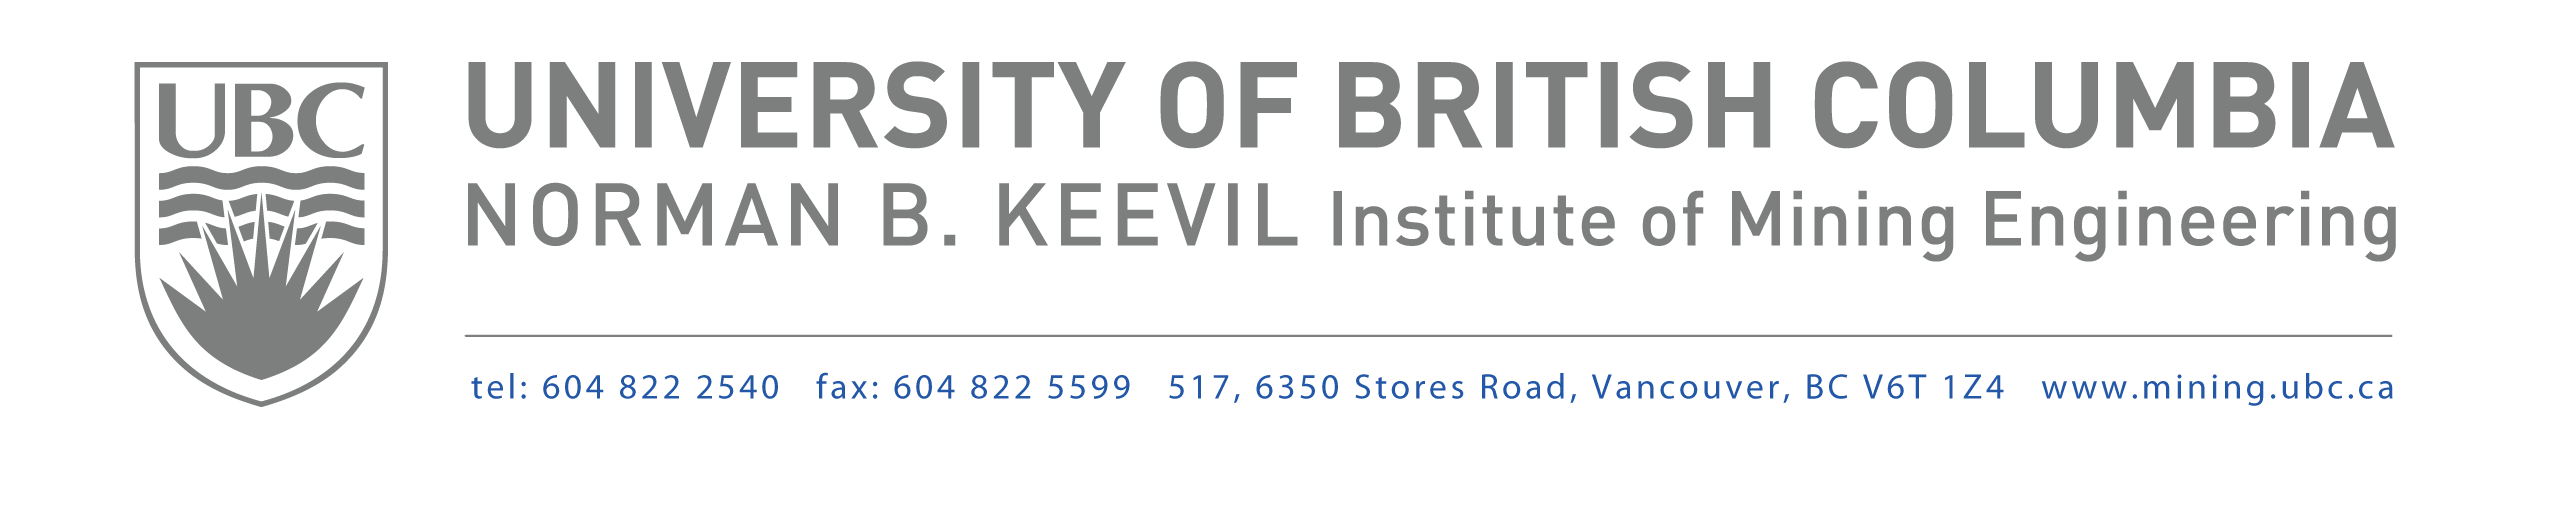 UBC
UNIVERSITY OF BRITISH COLUMBIA
NORMAN B. KEEVIL Institute of Mining Engineering
tel: 604 822 2540 fax: 604 822 5599 517, 6350 Stores Road, Vancouver, BC V6T 1Z4 www.mining.ubc.ca